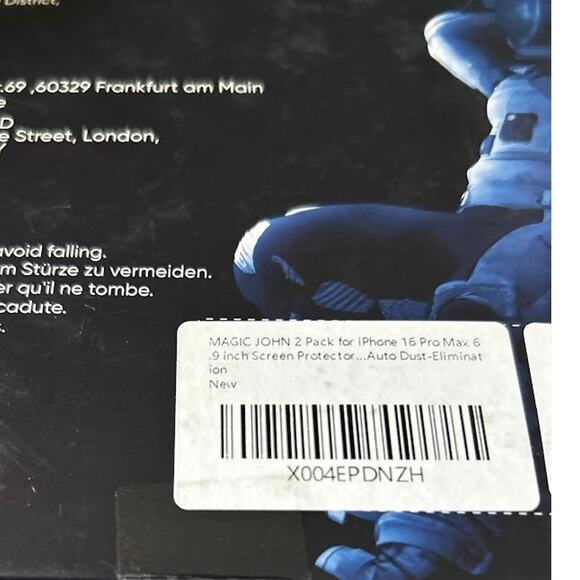 District,
.69 ,60329 Frankfurt am Main
e
D
e Street, London,
Y
avoid falling.
m Stürze zu vermeiden.
er qu'il ne tombe.
cadute.
s.
MAGIC JOHN 2 Pack for iPhone 16 Pro Max 6
.9 inch Screen Protector...Auto Dust-Eliminat
ion
New
X004EPDNZH